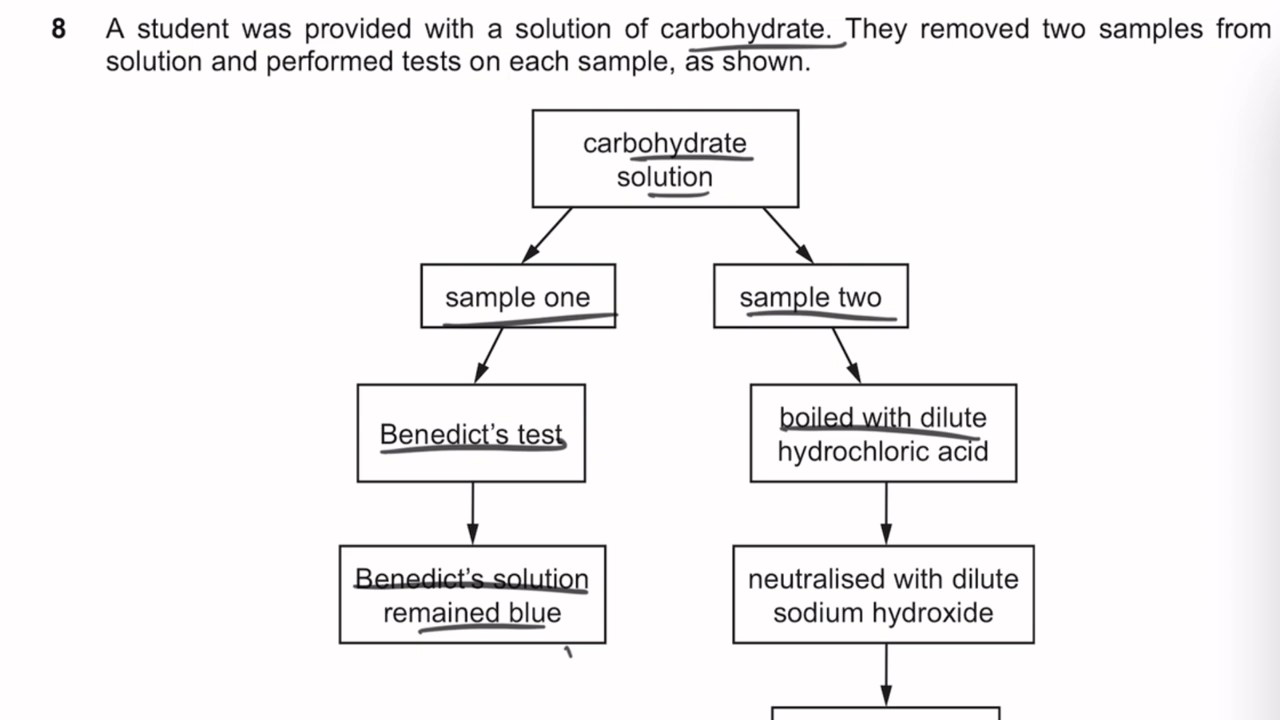 8 A student was provided with a solution of carbohydrate. They removed two samples from
solution and performed tests on each sample, as shown.
carbohydrate
solution
sample one
sample two
Benedict's test
boiled with dilute
hydrochloric acid
Benedict's solution
remained blue
neutralised with dilute
sodium hydroxide